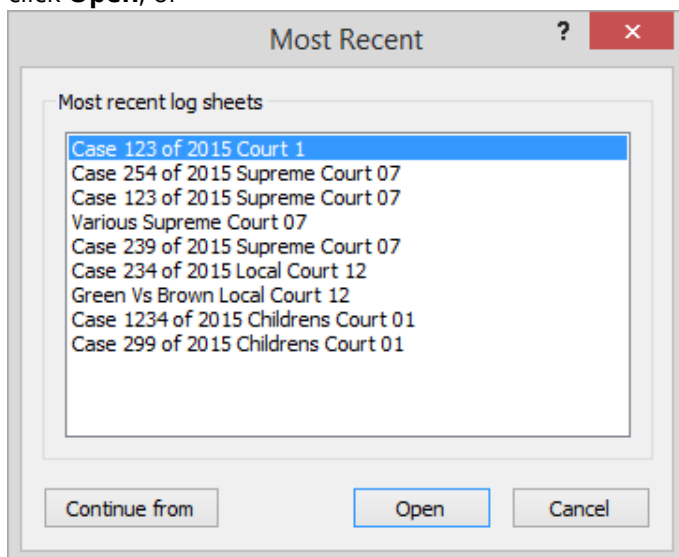 click Open, or
Most Recent ?
Most recent log sheets
Case 123 of 2015 Court 1
Case 254 of 2015 Supreme Court 07
Case 123 of 2015 Supreme Court 07
Various Supreme Court 07
Case 239 of 2015 Supreme Court 07
Case 234 of 2015 Local Court 12
Green Vs Brown Local Court 12
Case 1234 of 2015 Childrens Court 01
Case 299 of 2015 Childrens Court 01
Continue from Open Cancel